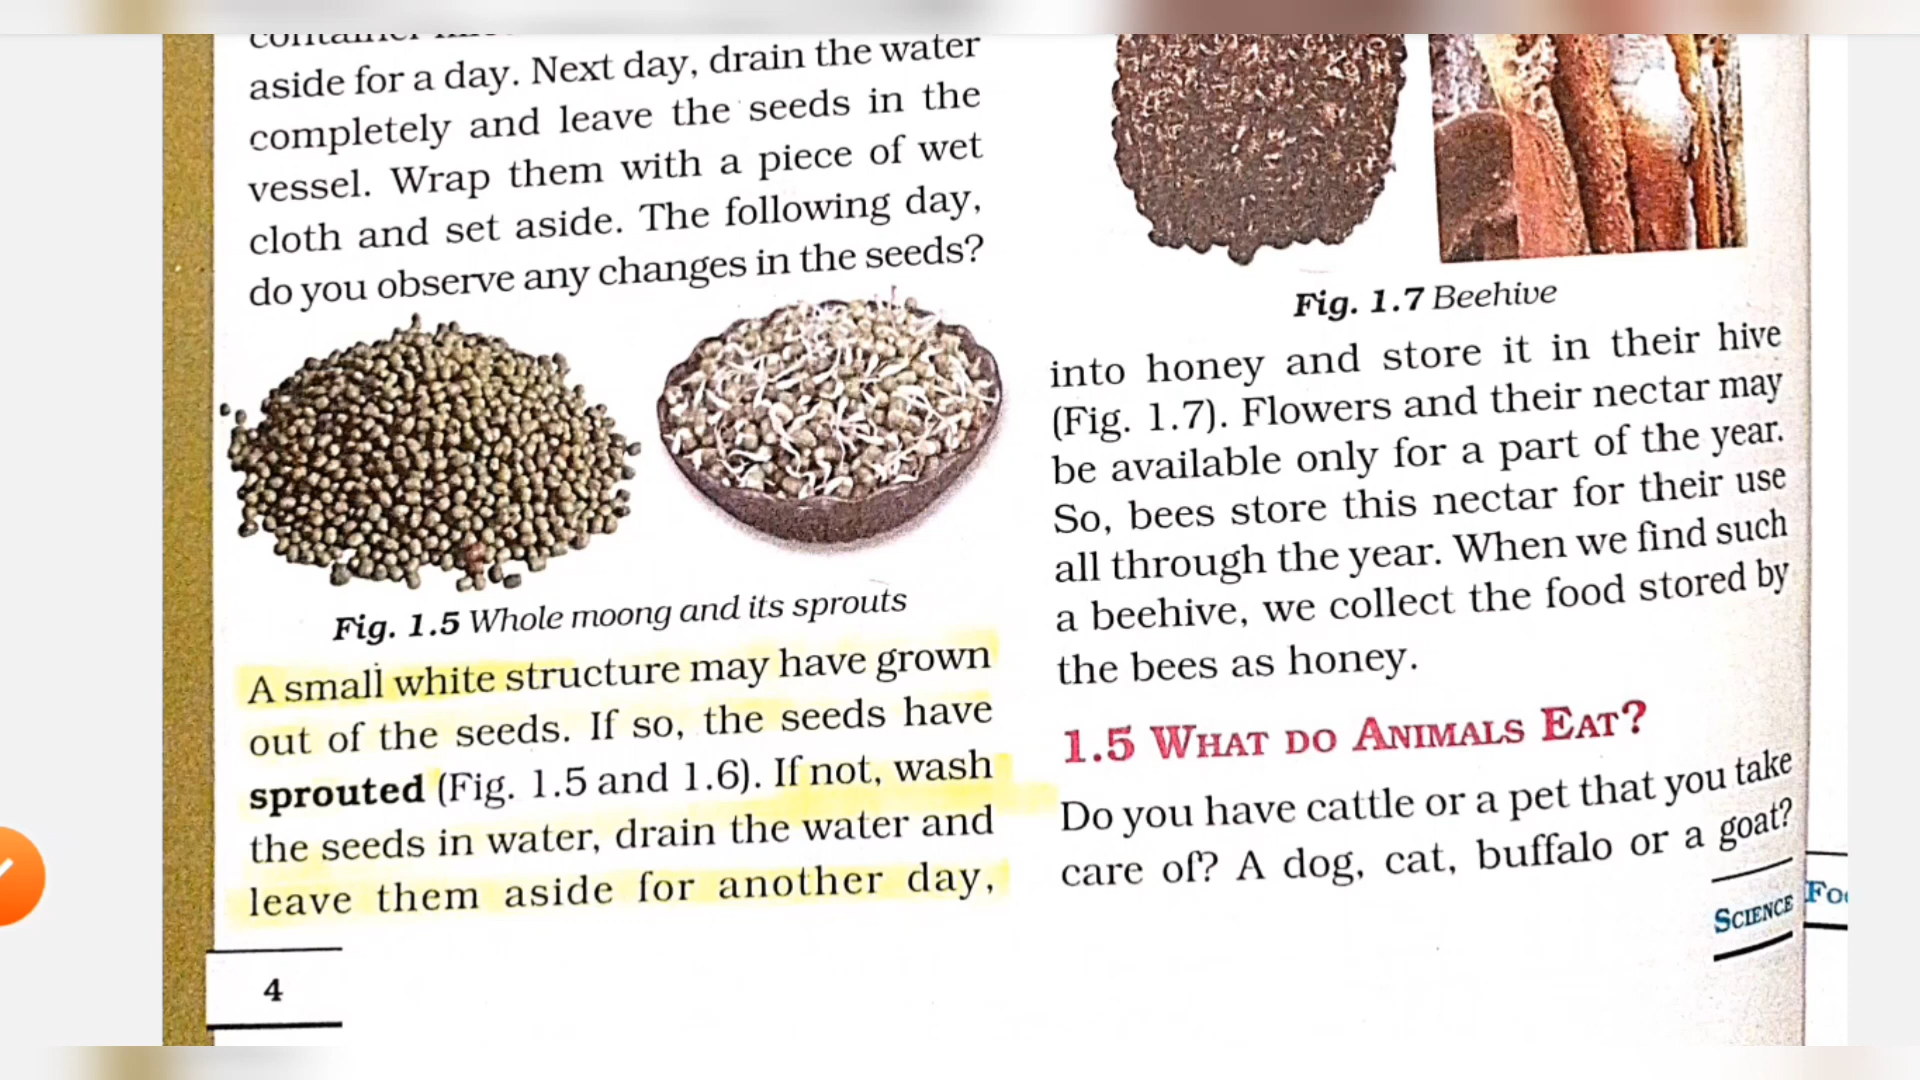 aside for a day. Next day, drain the water
completely and leave the seeds in the
vessel. Wrap them with a piece of wet
cloth and set aside. The following day,
do you observe any changes in the seeds?
Fig. 1.5 Whole moong and its sprouts
A small white structure may have grown
out of the seeds. If so, the seeds have
sprouted (Fig. 1.5 and 1.6). If not, wash
the seeds in water, drain the water and
leave them aside for another day,
4
Fig. 1.7 Beehive
into honey and store it in their hive
(Fig. 1.7). Flowers and their nectar may
be available only for a part of the year.
So, bees store this nectar for their use
all through the year. When we find such
a beehive, we collect the food stored by
the bees as honey.
1.5 WHAT DO ANIMALS EAT?
Do you have cattle or a pet that you take
care of? A dog, cat, buffalo or a goat?
SCIENCE